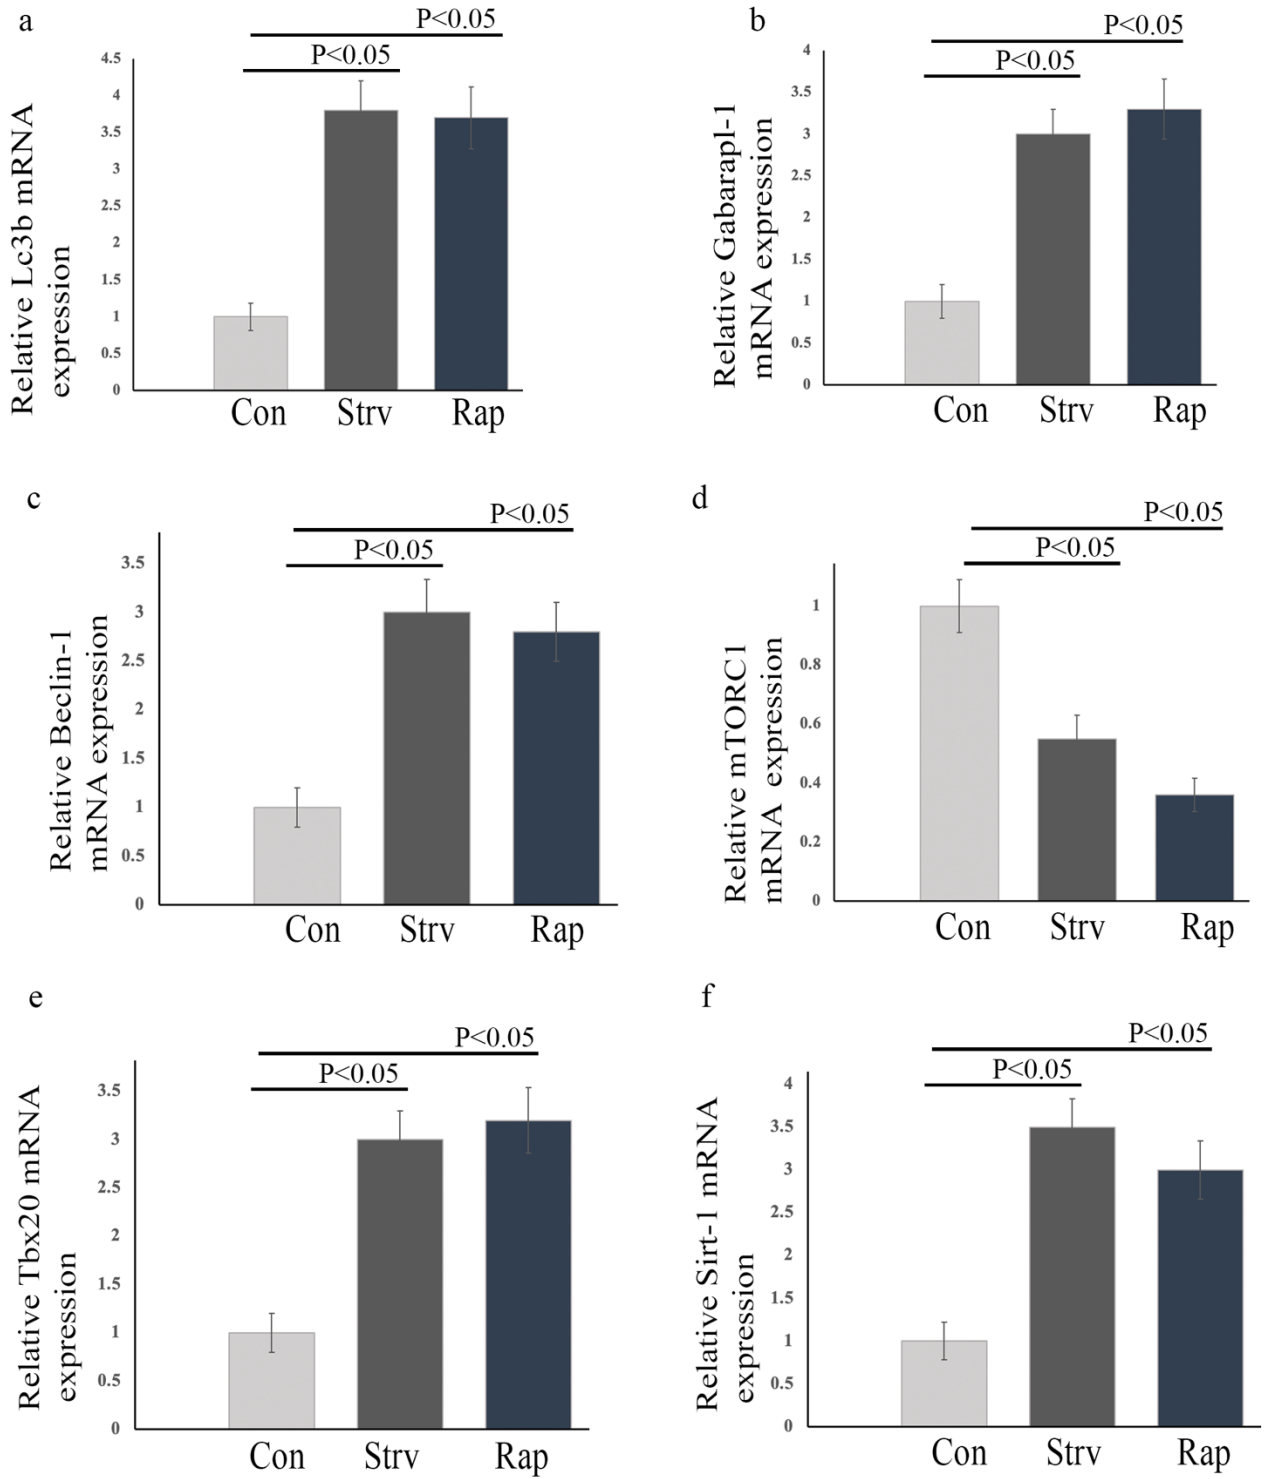 a
P<0.05
P<0.05
Relative Lc3b mRNA
expression
4.5
4
3.5
3
2.5
2
1.5
1
0.5
0
Con Strv Rap
b
P<0.05
P<0.05
Relative Gabarapl-1
mRNA expression
4
3.5
3
2.5
2
1.5
1
0.5
0
Con Strv Rap
c
P<0.05
P<0.05
Relative Beclin-1
mRNA expression
3.5
3
2.5
2
1.5
1
0.5
0
Con Strv Rap
d
P<0.05
P<0.05
Relative mTORC1
mRNA expression
1
0.8
0.6
0.4
0.2
0
Con Strv Rap
e
P<0.05
P<0.05
Relative Tbx20 mRNA
expression
3.5
3
2.5
2
1.5
1
0.5
0
Con Strv Rap
f
P<0.05
P<0.05
Relative Sirt-1 mRNA
expression
4
3.5
3
2.5
2
1.5
1
0.5
0
Con Strv Rap